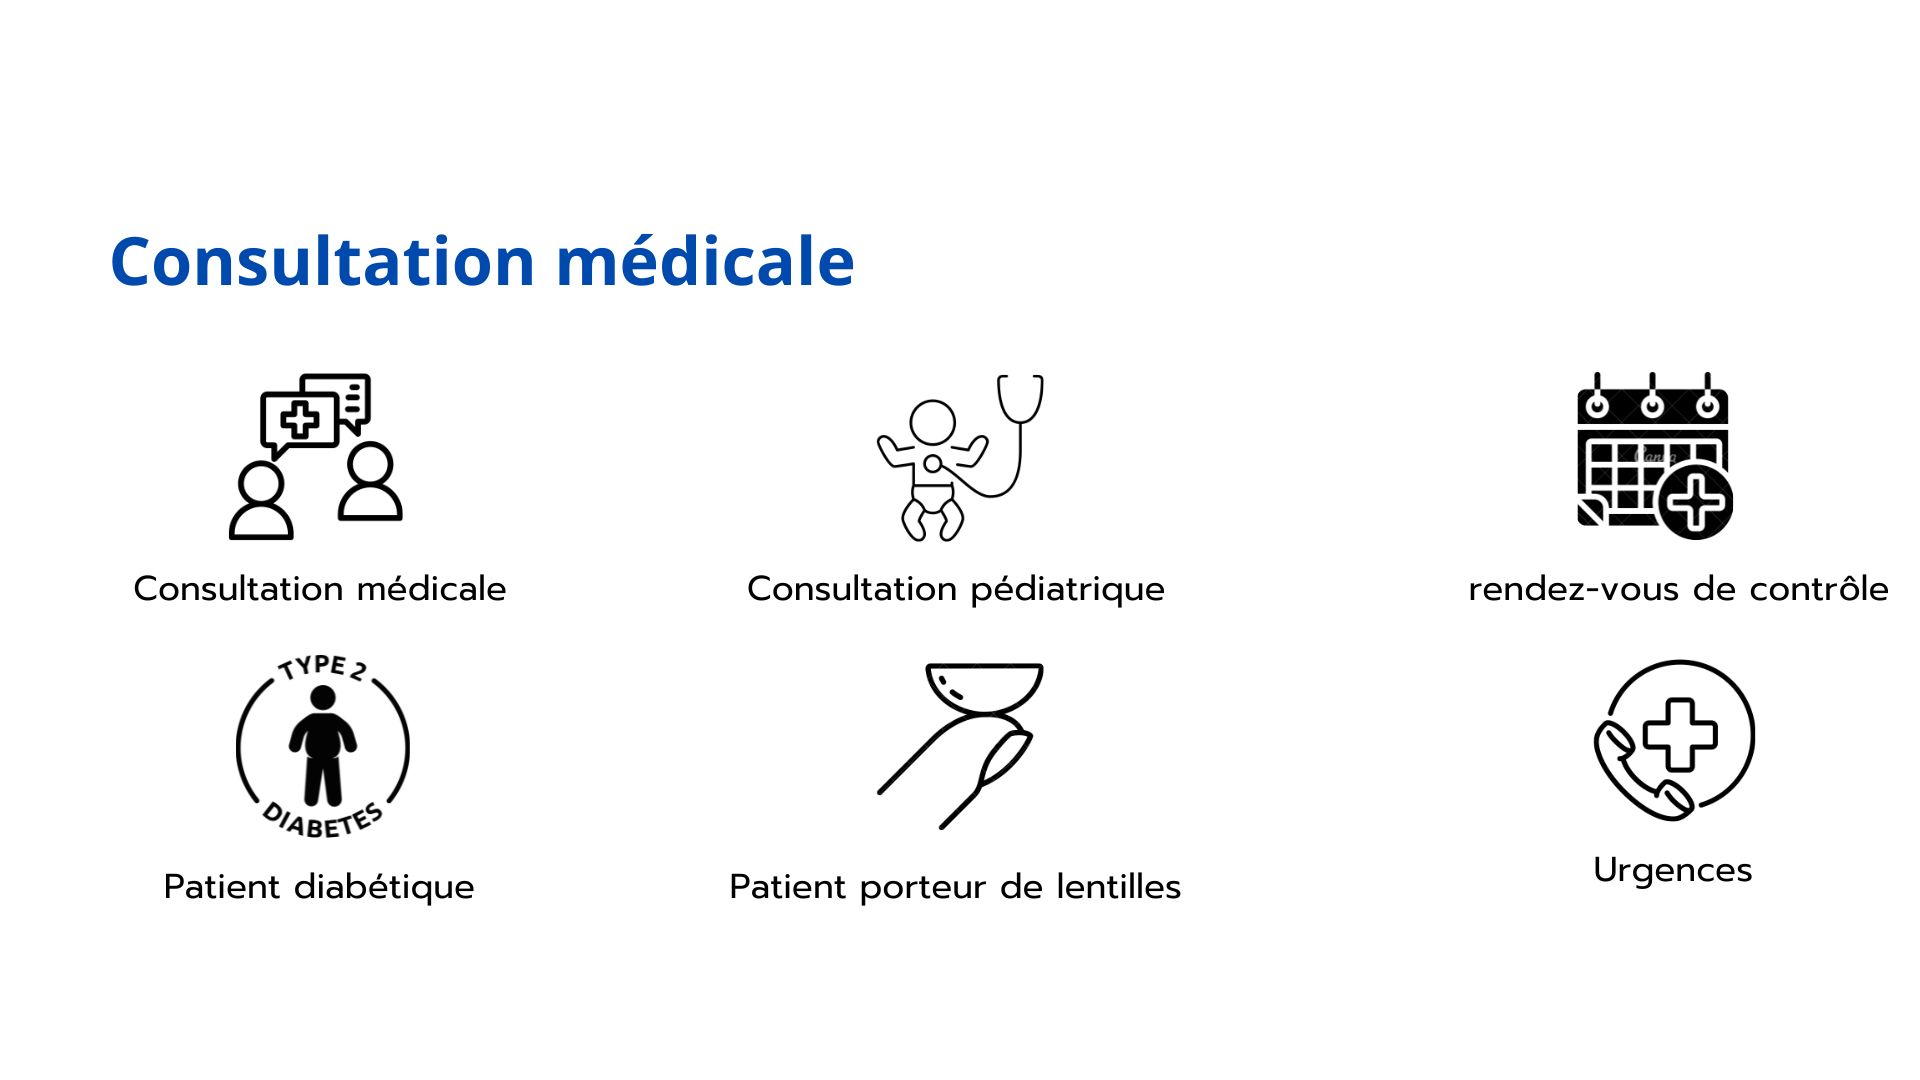 Consultation médicale
Consultation médicale
Consultation pédiatrique
rendez-vous de contrôle
Canva
TYPE 2
DIABETES
Patient diabétique
Patient porteur de lentilles
Urgences